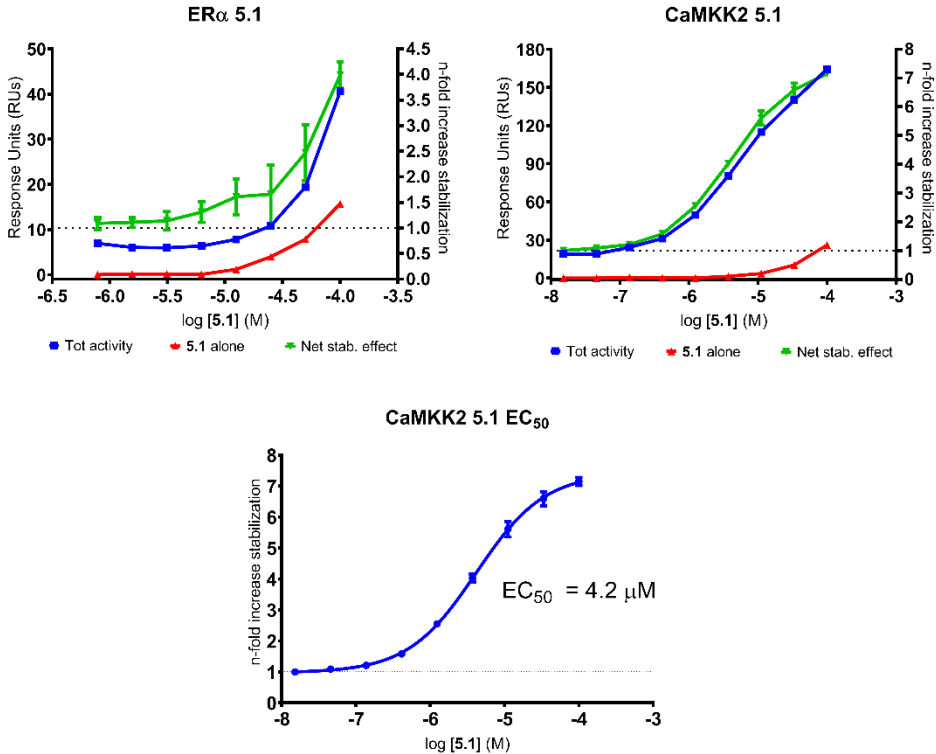 ERα 5.1
Response Units (RUs)
50
40
30
20
10
0
4.5
4.0
3.5
3.0
2.5
2.0
1.5
1.0
0.5
0.0
n-fold increase stabilization
-6.5 -6.0 -5.5 -5.0 -4.5 -4.0 -3.5
log [5.1] (M)
Tot activity 5.1 alone Net stab. effect
CaMKK2 5.1
Response Units (RUs)
180
150
120
90
60
30
0
8
7
6
5
4
3
2
1
0
n-fold increase stabilization
-8 -7 -6 -5 -4 -3
log [5.1] (M)
Tot activity 5.1 alone Net stab. effect
CaMKK2 5.1 EC50
n-fold increase stabilization
8
7
6
5
4
3
2
1
0
EC50 = 4.2 μM
-8 -7 -6 -5 -4 -3
log [5.1] (M)